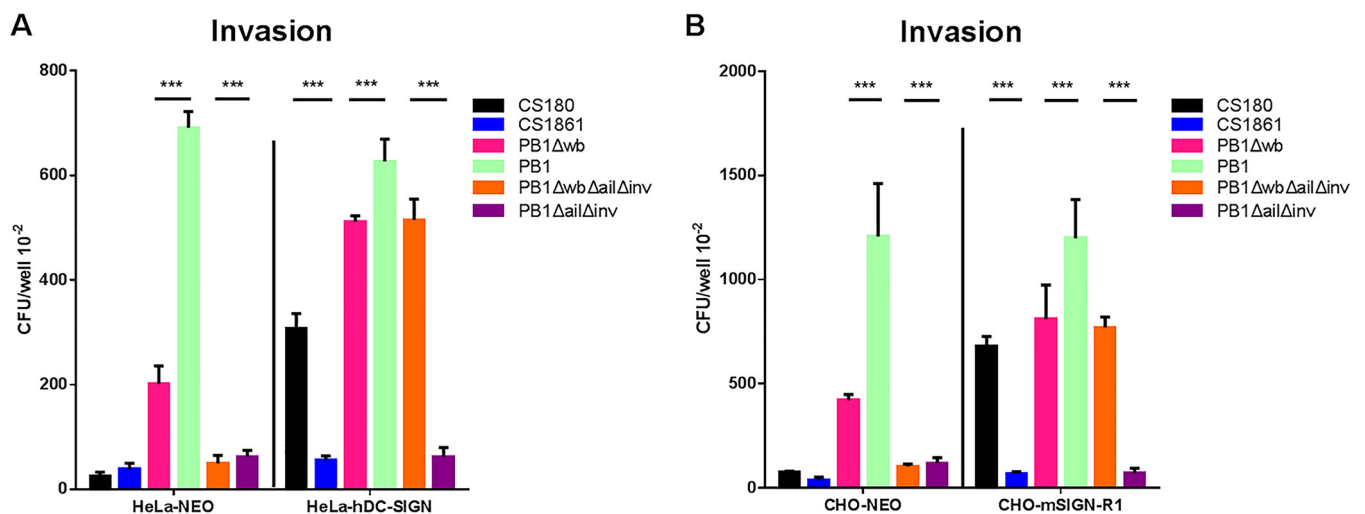 A
Invasion
800
600
400
200
0
CFU/well 10-2
*** *** *** *** ***
HeLa-NEO
HeLa-hDC-SIGN
CS180
CS1861
PB1Δwb
PB1
PB1ΔwbΔailΔinv
PB1ΔailΔinv
B
Invasion
2000
1500
1000
500
0
CFU/well 10-2
*** *** *** *** ***
CHO-NEO
CHO-mSIGN-R1
CS180
CS1861
PB1Δwb
PB1
PB1ΔwbΔailΔinv
PB1ΔailΔinv